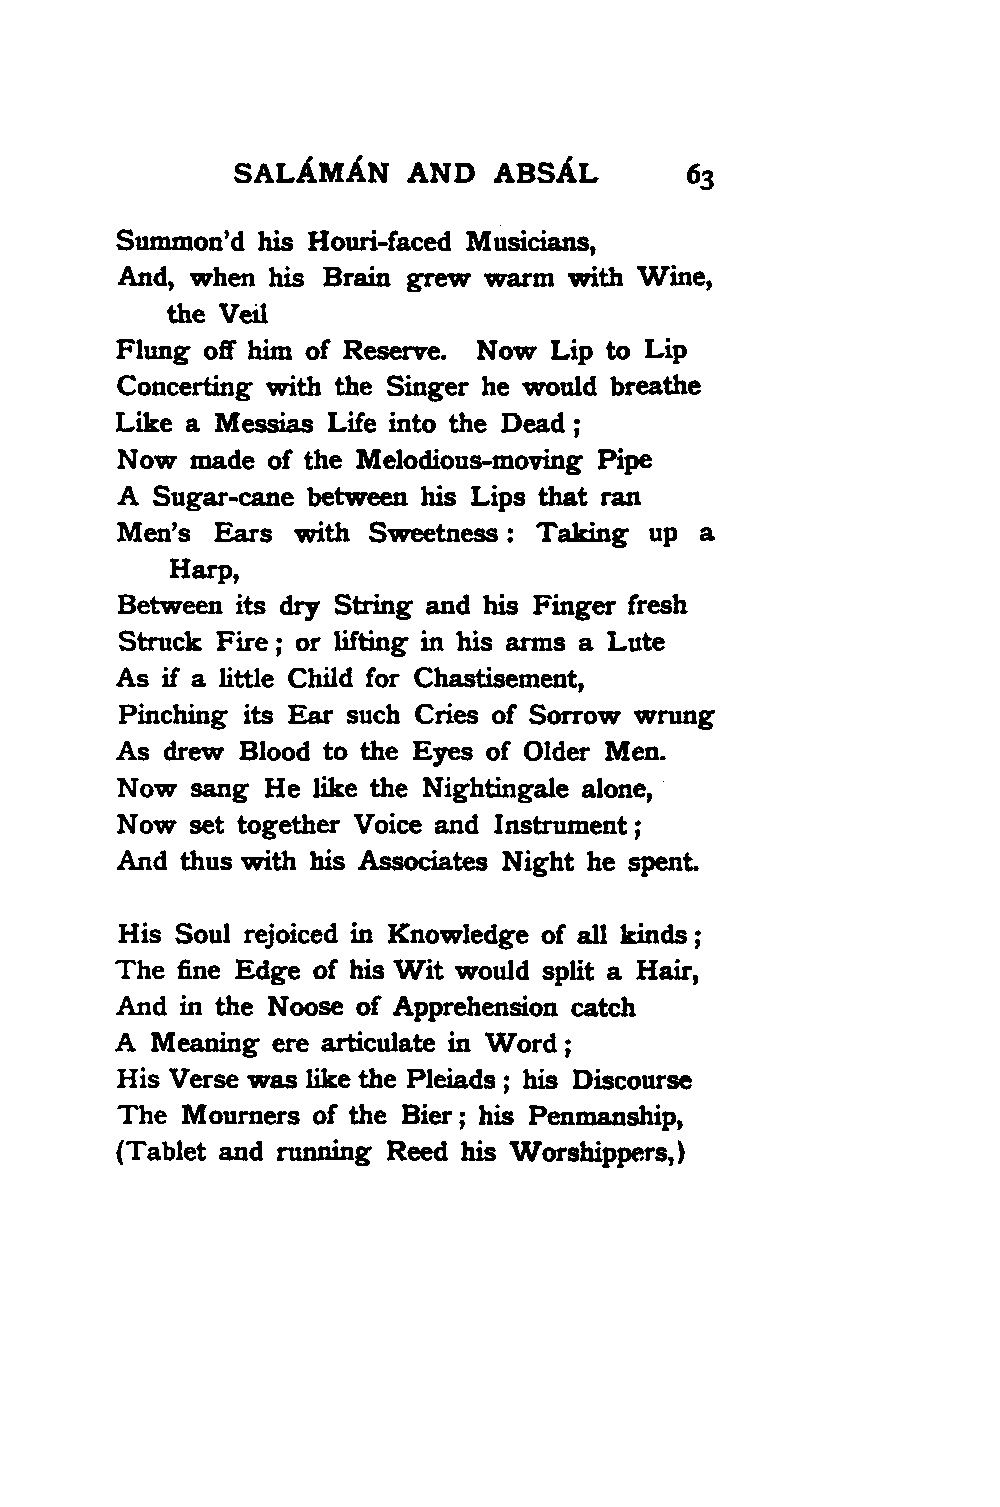 SALÁMÁN AND ABSÁL 63
Summon'd his Houri-faced Musicians,
And, when his Brain grew warm with Wine,
the Veil
Flung off him of Reserve. Now Lip to Lip
Concerting with the Singer he would breathe
Like a Messias Life into the Dead ;
Now made of the Melodious-moving Pipe
A Sugar-cane between his Lips that ran
Men's Ears with Sweetness : Taking up a
Harp,
Between its dry String and his Finger fresh
Struck Fire ; or lifting in his arms a Lute
As if a little Child for Chastisement,
Pinching its Ear such Cries of Sorrow wrung
As drew Blood to the Eyes of Older Men.
Now sang He like the Nightingale alone,
Now set together Voice and Instrument ;
And thus with his Associates Night he spent.
His Soul rejoiced in Knowledge of all kinds ;
The fine Edge of his Wit would split a Hair,
And in the Noose of Apprehension catch
A Meaning ere articulate in Word ;
His Verse was like the Pleiads ; his Discourse
The Mourners of the Bier ; his Penmanship,
(Tablet and running Reed his Worshippers,)